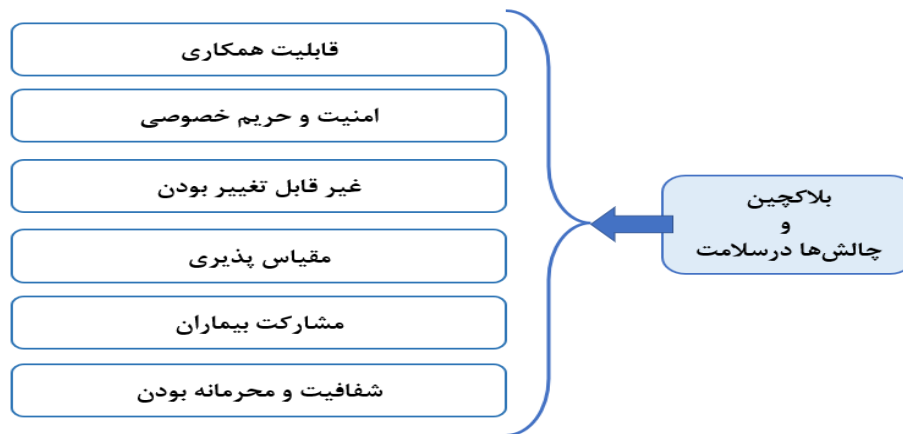 بلاکچین
و
چالش‌ها درسلامت
قابلیت همکاری
امنیت و حریم خصوصی
غیر قابل تغییر بودن
مقیاس پذیری
مشارکت بیماران
شفافیت و محرمانه بودن